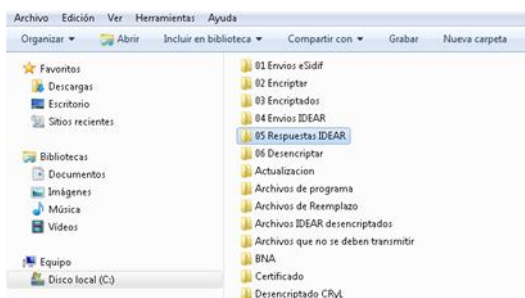 Archivo Edición Ver Herramientas Ayuda
Organizar Abrir Incluir en biblioteca Compartir con Grabar Nueva carpeta
Favoritos
Descargas
Escritorio
Sitios recientes
Bibliotecas
Documentos
Imágenes
Música
Vídeos
Equipo
Disco local (C:)
01 Envios eSidif
02 Encriptar
03 Encriptados
04 Envios IDEAR
05 Respuestas IDEAR
06 Desencriptar
Actualizacion
Archivos de programa
Archivos de Reemplazo
Archivos IDEAR desencriptados
Archivos que no se deben transmitir
BNA
Certificado
Desencriptado CRyL